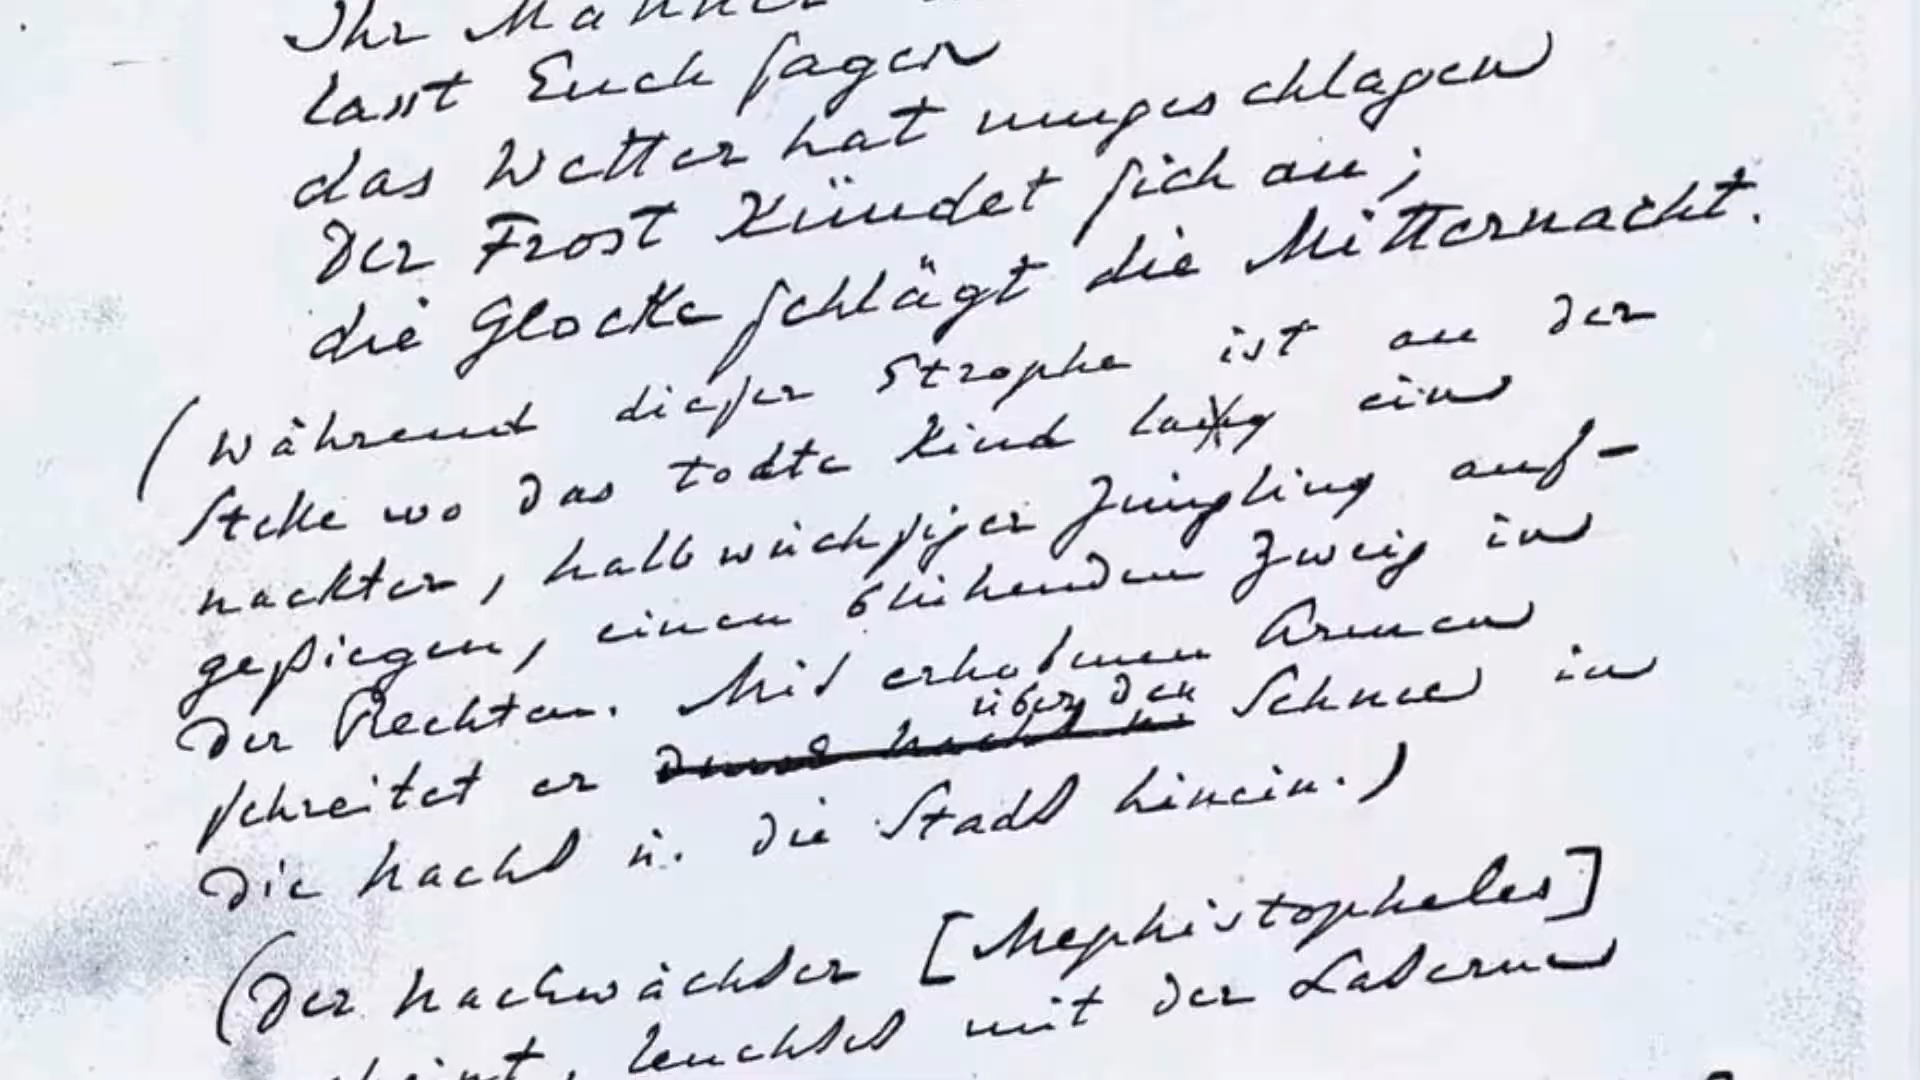 Ihr Männer
lasst Euch sagen
das Wetter hat umgeschlagen
Der Frost kündet sich an;
die Glocke schlägt die Mitternacht.
(Während dieser Strophe ist an der
Stelle wo das todte Kind lag ein
nackter, halbwüchsiger Jüngling auf-
gestiegen, einen blühenden Zweig in
der Rechten. Mit erhobenen Armen
über den
schreitet er Schnee in
die Nacht u. die Stadt hinein.)
(Der Nachwächter [Mephistopheles]
leuchtet mit der Laterne